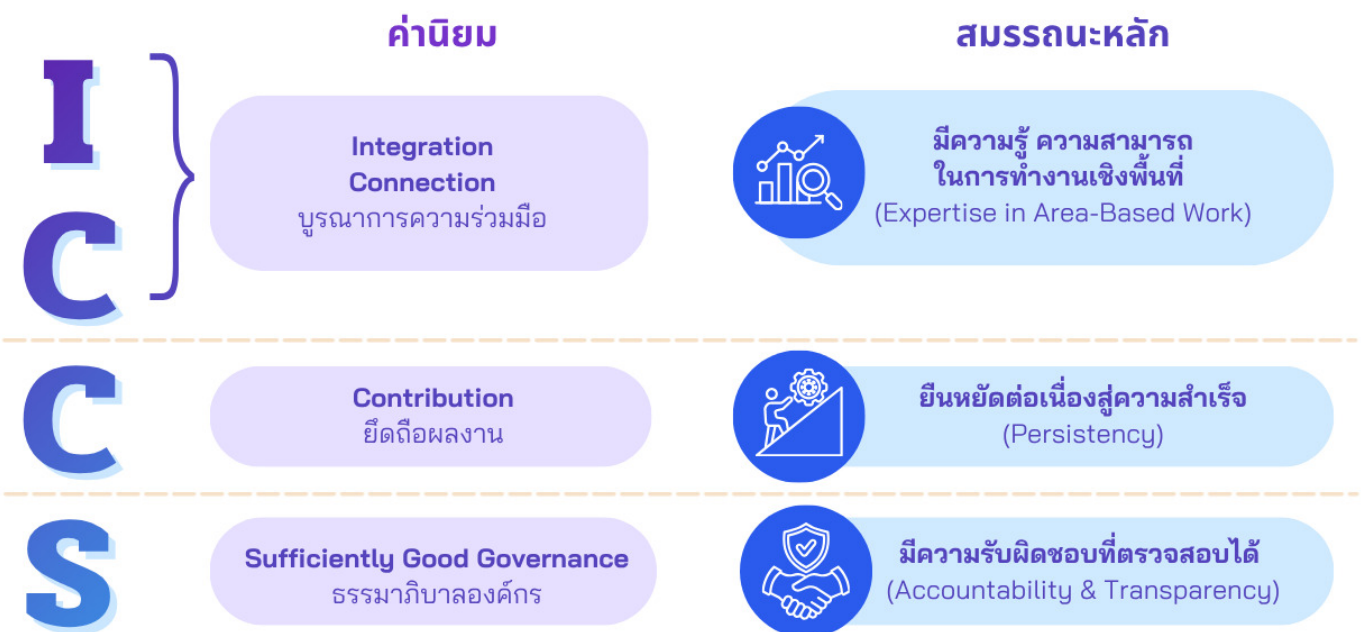 ค่านิยม
สมรรถนะหลัก
I
C
Integration
Connection
บูรณาการความร่วมมือ
มีความรู้ ความสามารถ
ในการทำงานเชิงพื้นที่
(Expertise in Area-Based Work)
C
Contribution
ยึดถือผลงาน
ยืนหยัดต่อเนื่องสู่ความสำเร็จ
(Persistency)
S
Sufficiently Good Governance
ธรรมาภิบาลองค์กร
มีความรับผิดชอบที่ตรวจสอบได้
(Accountability & Transparency)